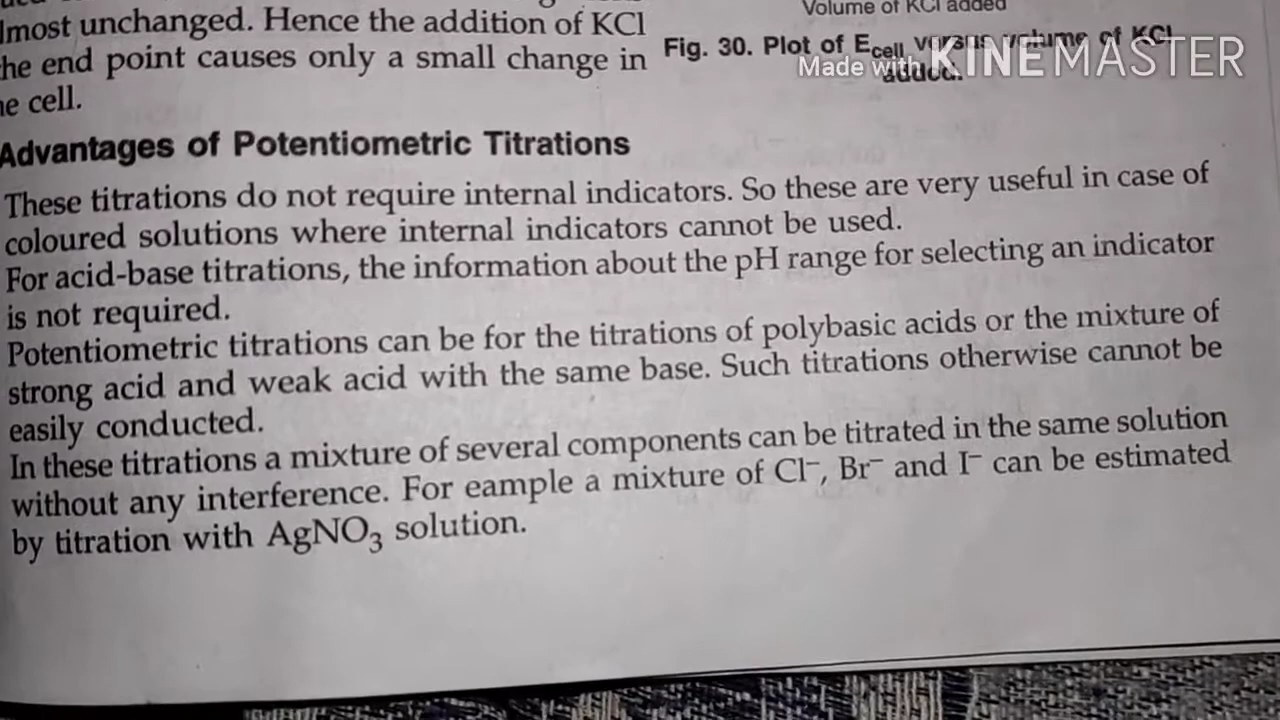 lmost unchanged. Hence the addition of KCl
he end point causes only a small change in
e cell.
Volume of KCl added
Fig. 30. Plot of Ecell versus volume of KCl
added.
Made with KINEMASTER
Advantages of Potentiometric Titrations
These titrations do not require internal indicators. So these are very useful in case of
coloured solutions where internal indicators cannot be used.
For acid-base titrations, the information about the pH range for selecting an indicator
is not required.
Potentiometric titrations can be for the titrations of polybasic acids or the mixture of
strong acid and weak acid with the same base. Such titrations otherwise cannot be
easily conducted.
In these titrations a mixture of several components can be titrated in the same solution
without any interference. For eample a mixture of Cl⁻, Br⁻ and I⁻ can be estimated
by titration with AgNO₃ solution.